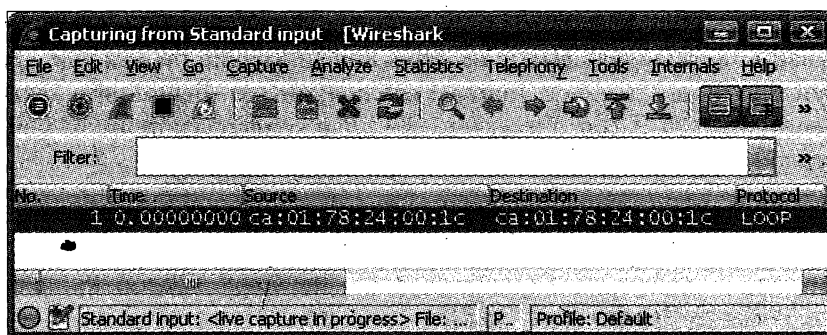 Capturing from Standard input [Wireshark
File Edit View Go Capture Analyze Statistics Telephony Tools Internals Help
Filter:
No. Time Source Destination Protocol
1 0.00000000 ca:01:78:24:00:1c ca:01:78:24:00:1c LOOP
Standard input: <live capture in progress> File: ... P... Profile: Default